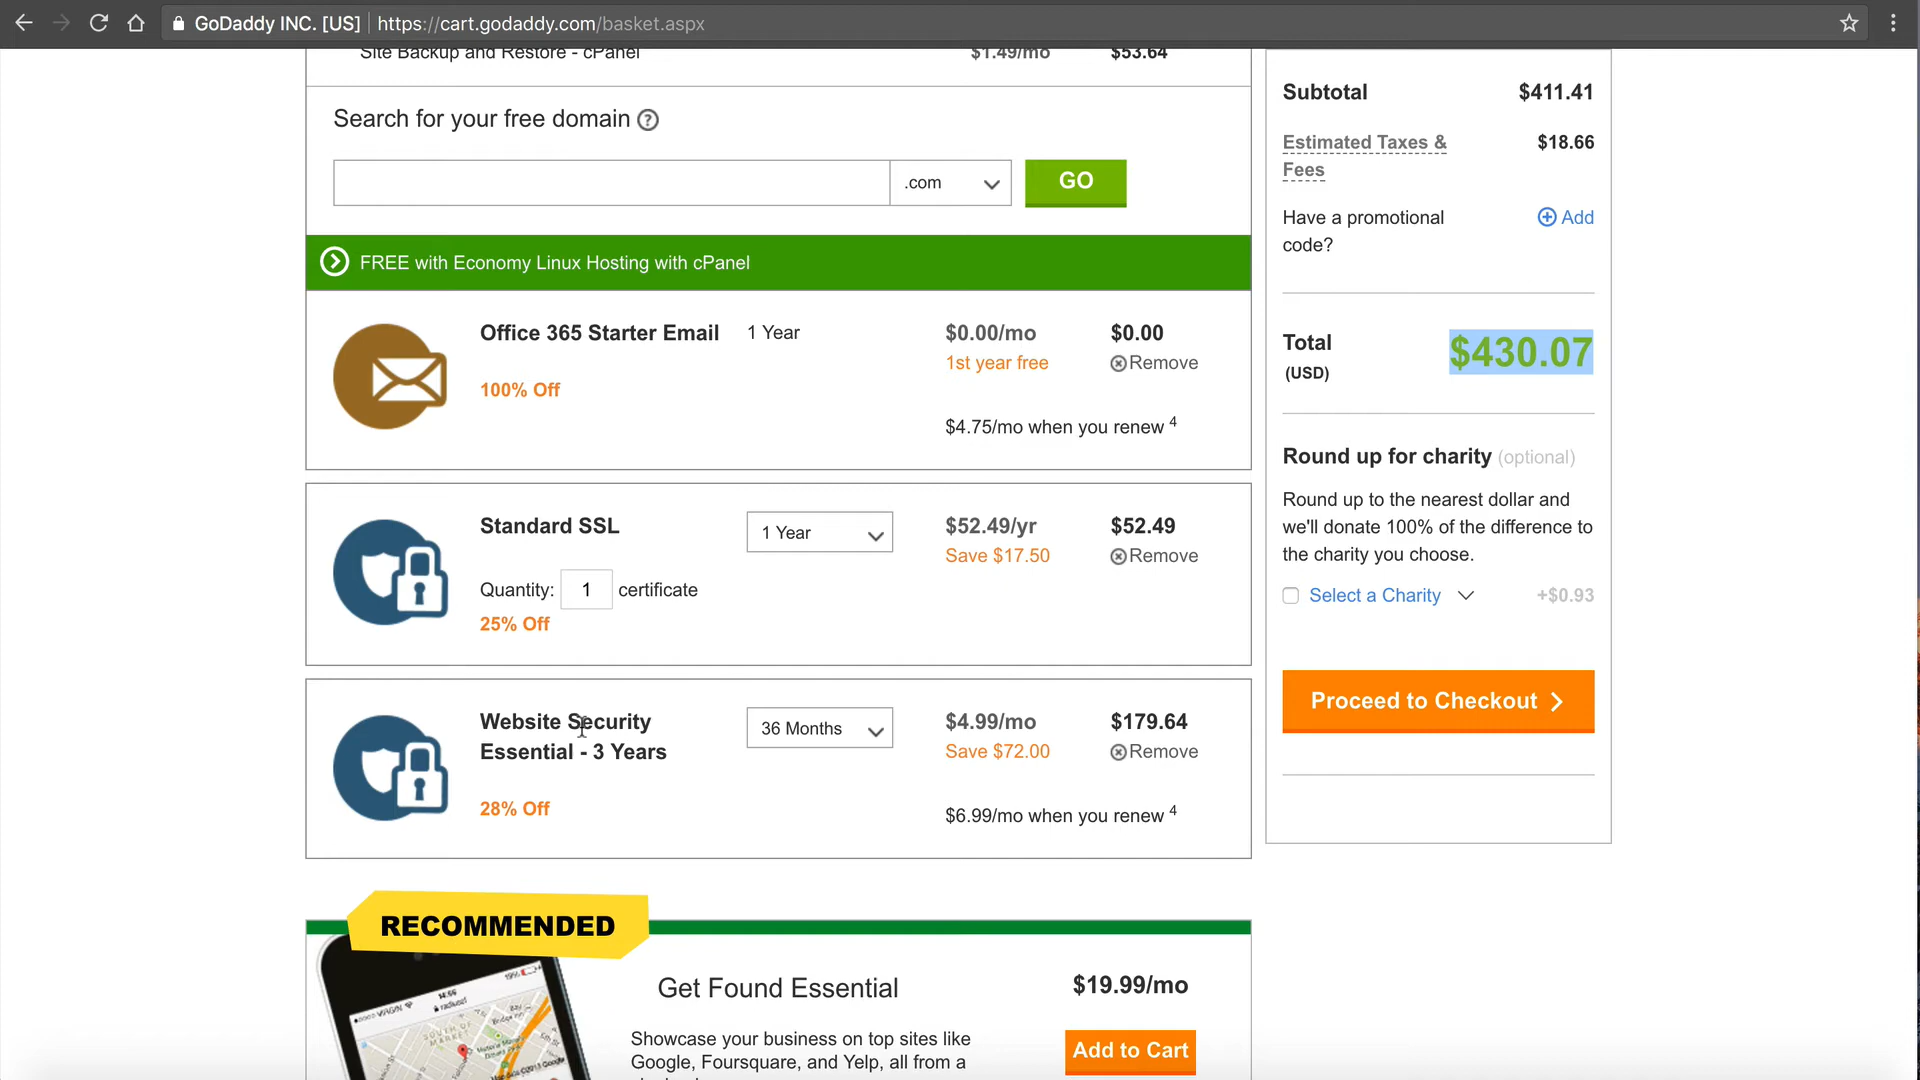 GoDaddy INC. [US] | https://cart.godaddy.com/basket.aspx
Site Backup and Restore - cPanel $1.49/mo $53.64
Search for your free domain ?
.com GO
FREE with Economy Linux Hosting with cPanel
Office 365 Starter Email 1 Year $0.00/mo $0.00
1st year free Remove
100% Off
$4.75/mo when you renew 4
Standard SSL 1 Year $52.49/yr $52.49
Save $17.50 Remove
Quantity: 1 certificate
25% Off
Website Security 36 Months $4.99/mo $179.64
Essential - 3 Years Save $72.00 Remove
28% Off
$6.99/mo when you renew 4
RECOMMENDED
Get Found Essential $19.99/mo
Showcase your business on top sites like
Google, Foursquare, and Yelp, all from a
Add to Cart
Subtotal $411.41
Estimated Taxes & $18.66
Fees
Have a promotional Add
code?
Total $430.07
(USD)
Round up for charity (optional)
Round up to the nearest dollar and
we'll donate 100% of the difference to
the charity you choose.
Select a Charity +$0.93
Proceed to Checkout